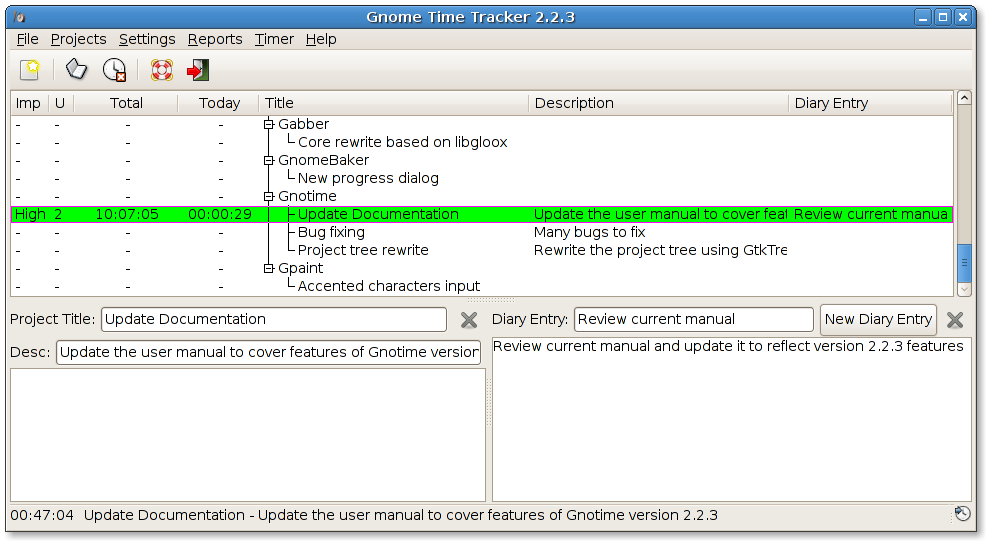 Gnome Time Tracker 2.2.3
File Projects Settings Reports Timer Help
Imp U Total Today Title Description Diary Entry
- - - - Gabber
- - - - Core rewrite based on libgloox
- - - - GnomeBaker
- - - - New progress dialog
- - - - Gnotime
High 2 10:07:05 00:00:29 Update Documentation Update the user manual to cover feat Review current manua
- - - - Bug fixing Many bugs to fix
- - - - Project tree rewrite Rewrite the project tree using GtkTre
- - - - Gpaint
- - - - Accented characters input
Project Title: Update Documentation Diary Entry: Review current manual New Diary Entry
Desc: Update the user manual to cover features of Gnotime version
Review current manual and update it to reflect version 2.2.3 features
00:47:04 Update Documentation - Update the user manual to cover features of Gnotime version 2.2.3